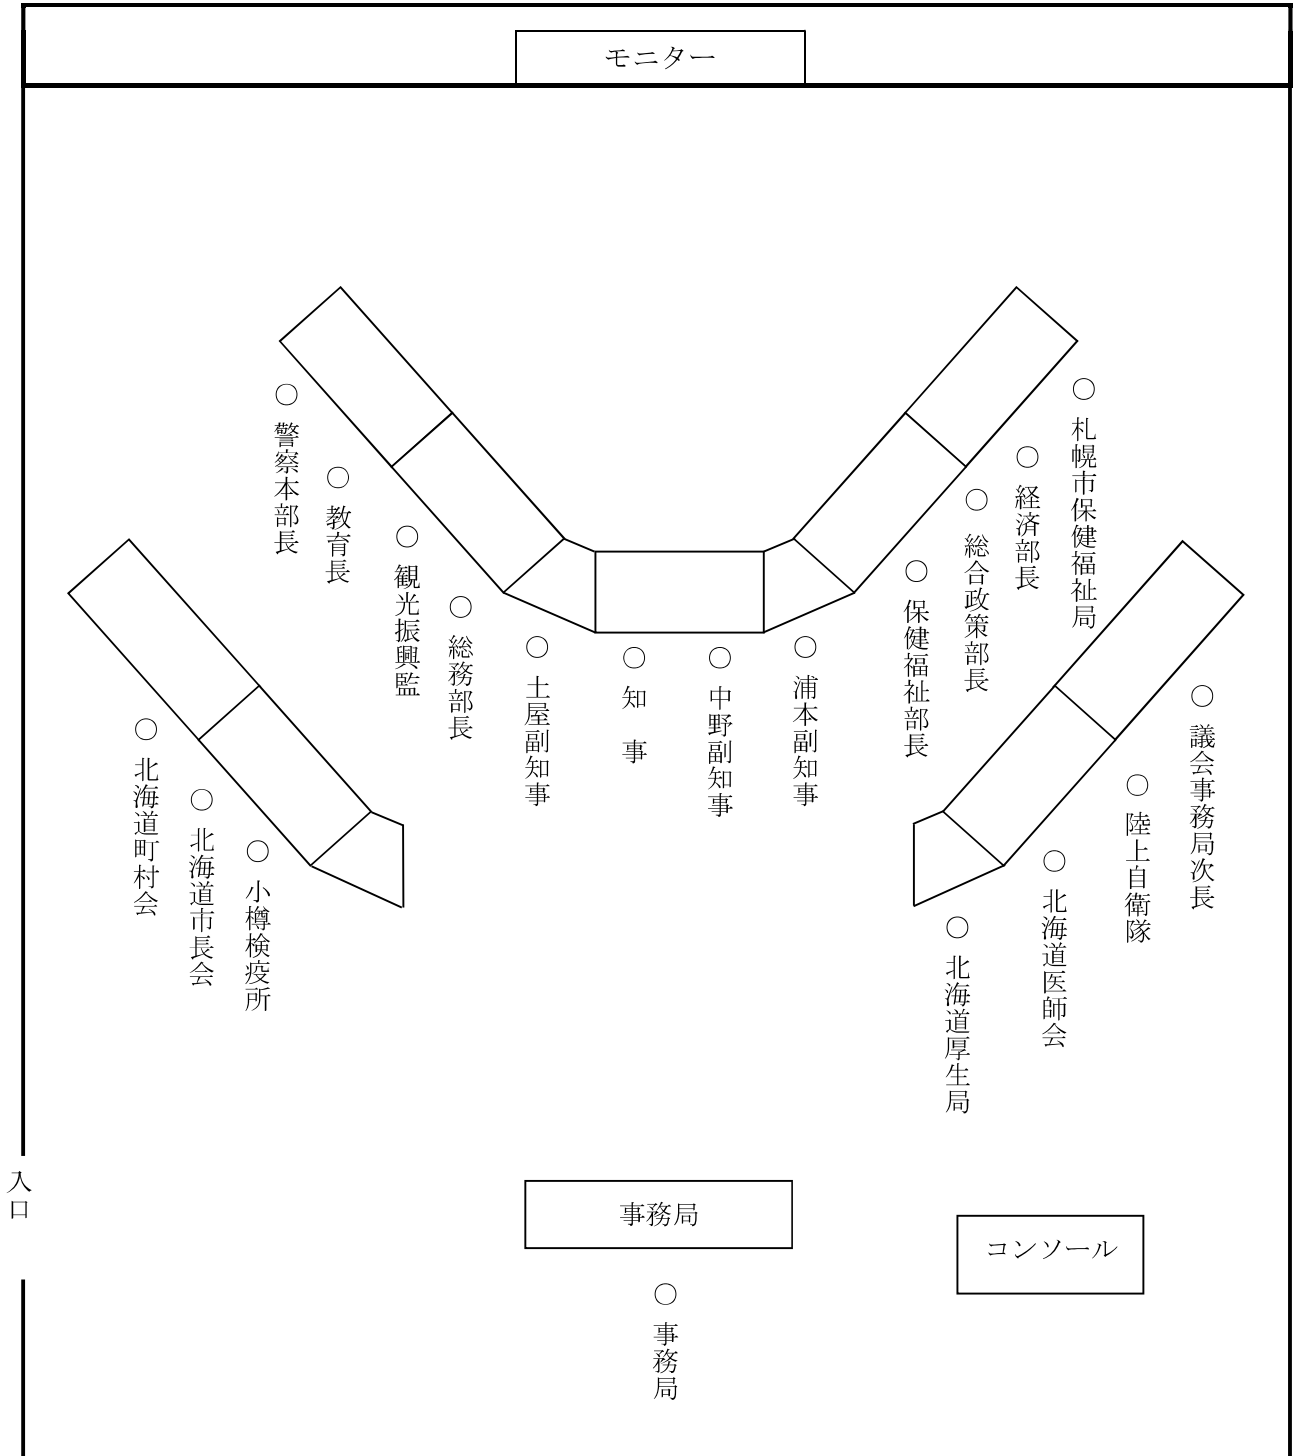 モニター
○ 警察本部長
○ 教育長
○ 観光振興監
○ 総務部長
○ 土屋副知事
○ 知　事
○ 中野副知事
○ 浦本副知事
○ 保健福祉部長
○ 総合政策部長
○ 経済部長
○ 札幌市保健福祉局
○ 北海道町村会
○ 北海道市長会
○ 小樽検疫所
○ 北海道厚生局
○ 北海道医師会
○ 陸上自衛隊
○ 議会事務局次長
入口
事務局
コンソール
○ 事務局